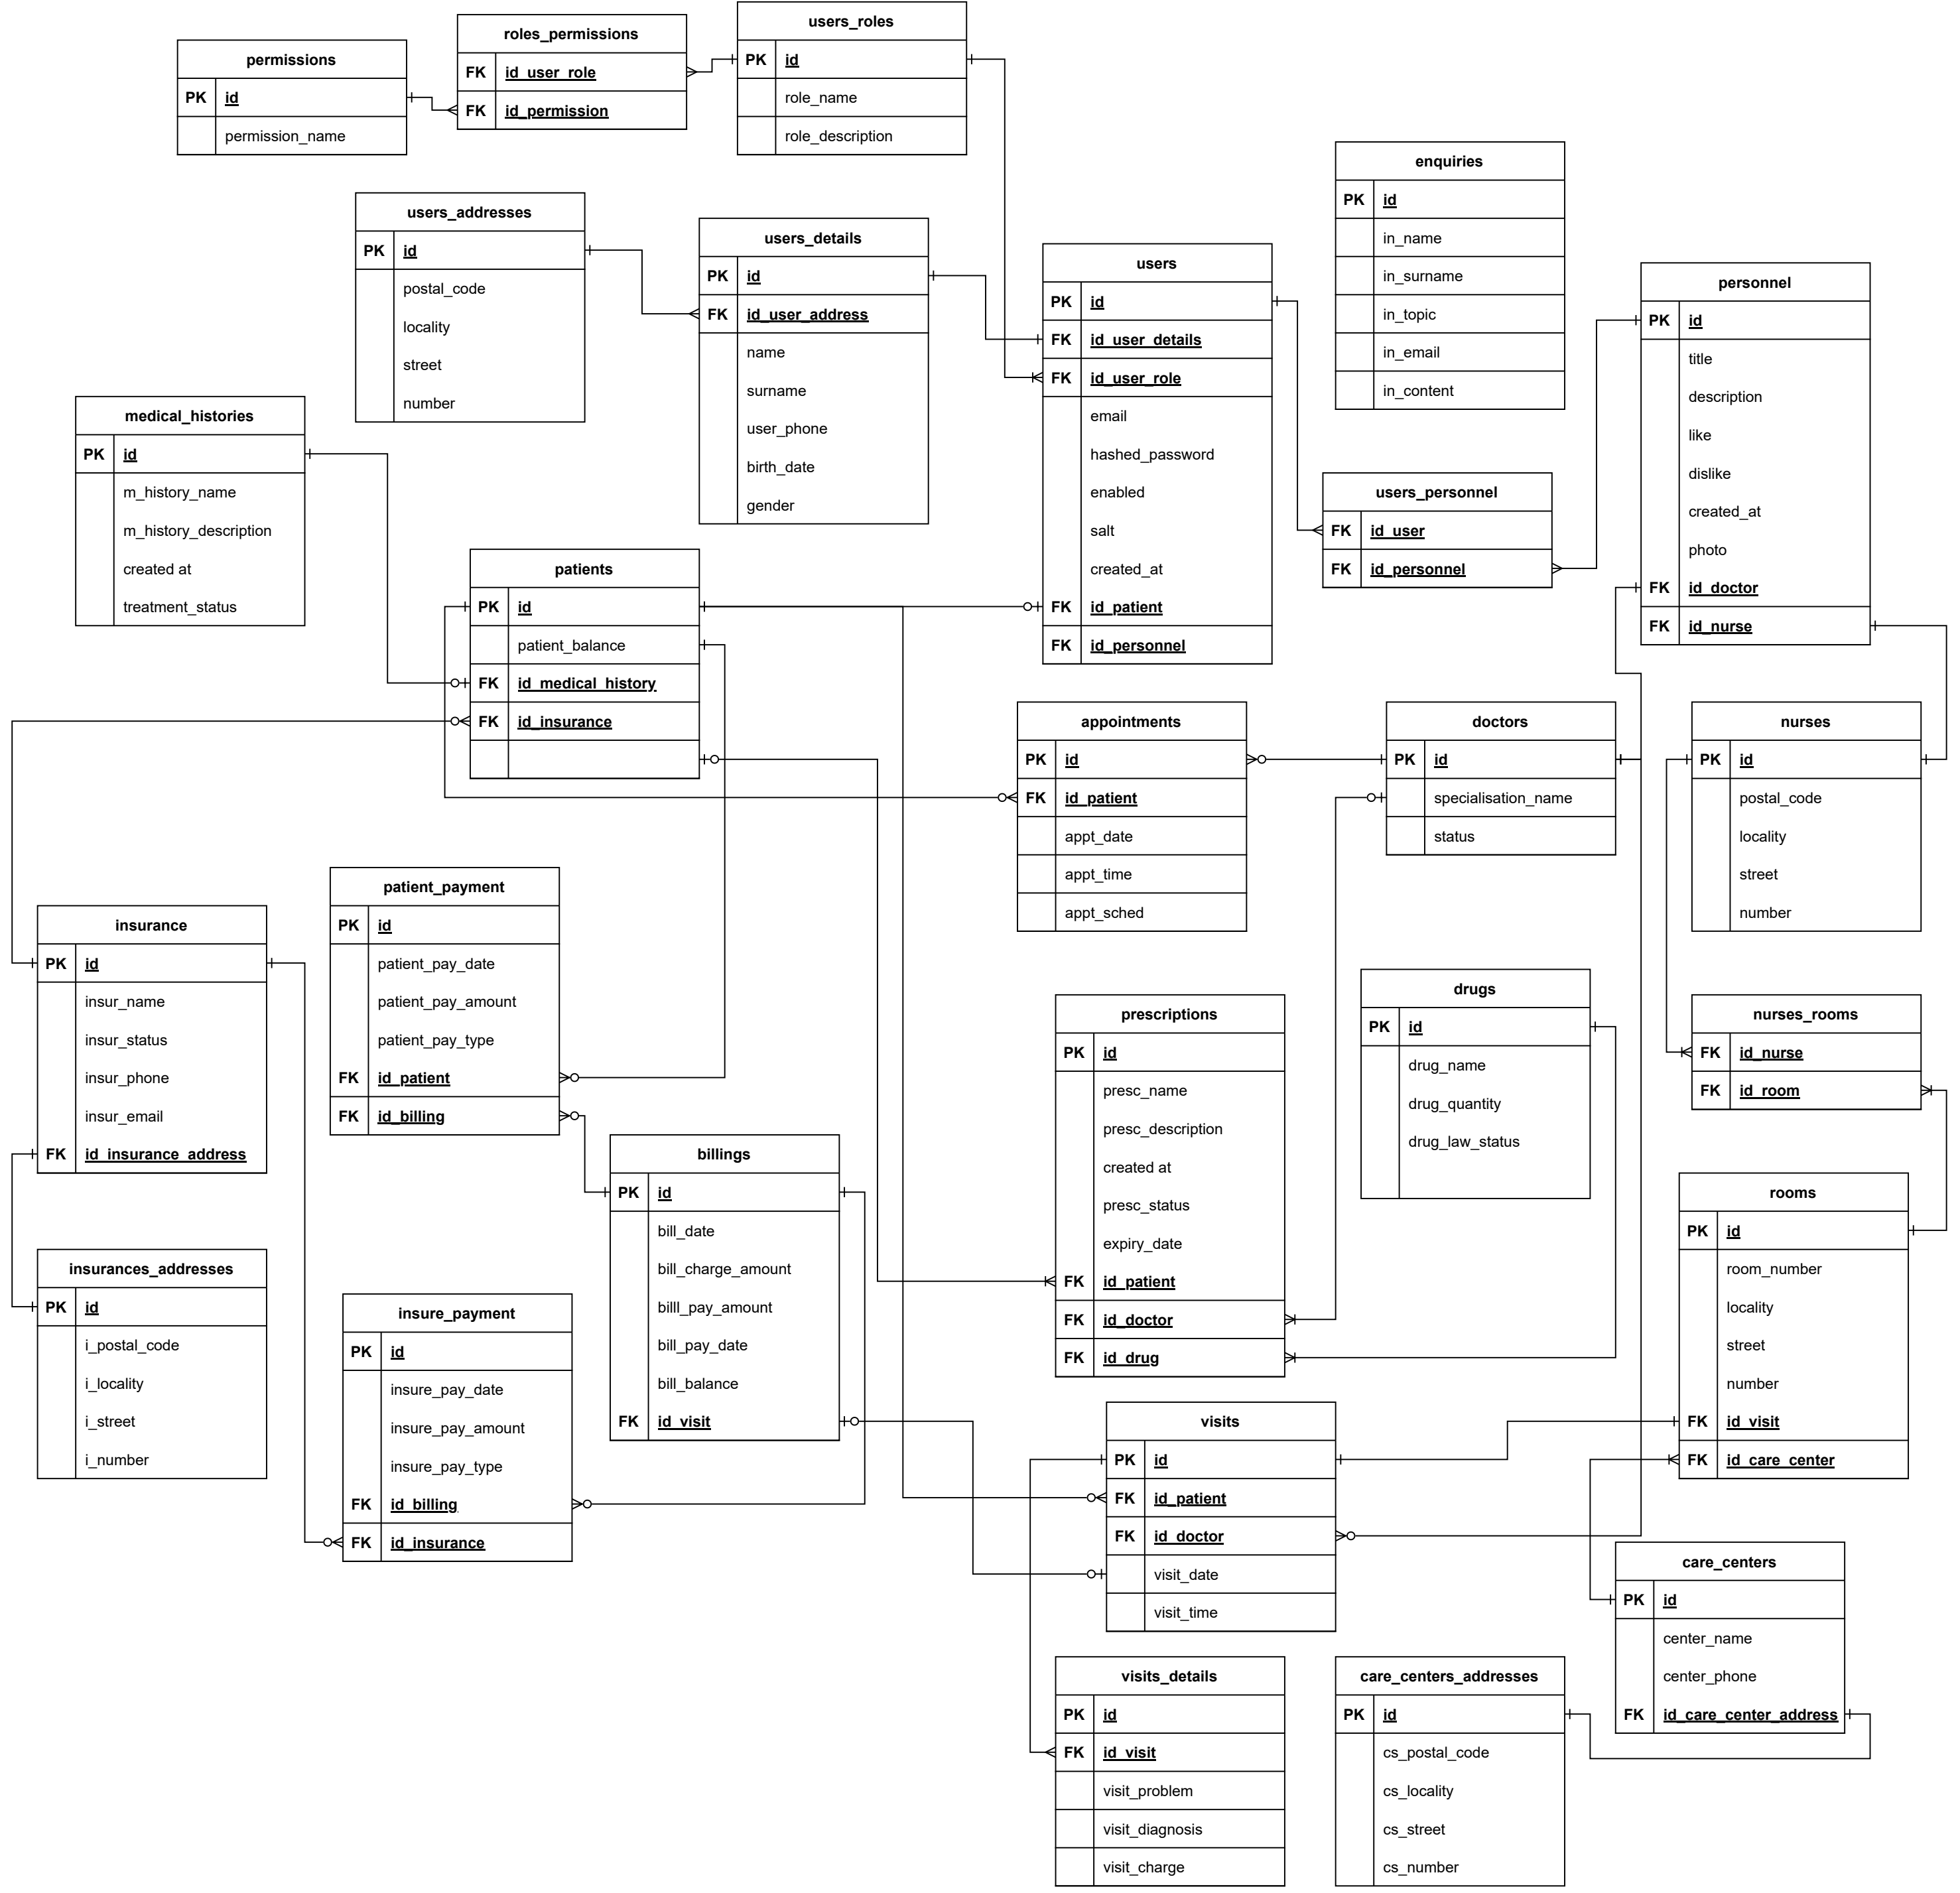 users_roles
PK id
role_name
role_description
roles_permissions
FK id_user_role
FK id_permission
permissions
PK id
permission_name
enquiries
PK id
in_name
in_surname
in_topic
in_email
in_content
users_addresses
PK id
postal_code
locality
street
number
users_details
PK id
FK id_user_address
name
surname
user_phone
birth_date
gender
users
PK id
FK id_user_details
FK id_user_role
email
hashed_password
enabled
salt
created_at
FK id_patient
FK id_personnel
personnel
PK id
title
description
like
dislike
created_at
photo
FK id_doctor
FK id_nurse
medical_histories
PK id
m_history_name
m_history_description
created at
treatment_status
users_personnel
FK id_user
FK id_personnel
patients
PK id
patient_balance
FK id_medical_history
FK id_insurance
appointments
PK id
FK id_patient
appt_date
appt_time
appt_sched
doctors
PK id
specialisation_name
status
nurses
PK id
postal_code
locality
street
number
patient_payment
PK id
patient_pay_date
patient_pay_amount
patient_pay_type
FK id_patient
FK id_billing
insurance
PK id
insur_name
insur_status
insur_phone
insur_email
FK id_insurance_address
drugs
PK id
drug_name
drug_quantity
drug_law_status
prescriptions
PK id
presc_name
presc_description
created at
presc_status
expiry_date
FK id_patient
FK id_doctor
FK id_drug
nurses_rooms
FK id_nurse
FK id_room
billings
PK id
bill_date
bill_charge_amount
billl_pay_amount
bill_pay_date
bill_balance
FK id_visit
rooms
PK id
room_number
locality
street
number
FK id_visit
FK id_care_center
insurances_addresses
PK id
i_postal_code
i_locality
i_street
i_number
insure_payment
PK id
insure_pay_date
insure_pay_amount
insure_pay_type
FK id_billing
FK id_insurance
visits
PK id
FK id_patient
FK id_doctor
visit_date
visit_time
care_centers
PK id
center_name
center_phone
FK id_care_center_address
visits_details
PK id
FK id_visit
visit_problem
visit_diagnosis
visit_charge
care_centers_addresses
PK id
cs_postal_code
cs_locality
cs_street
cs_number